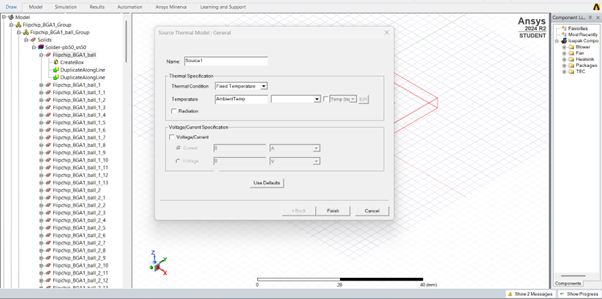 Draw Model Simulation Results Automation Ansys Minerva Learning and Support
Model
Flipchip_BGA1_Group
Flipchip_BGA1_ball_Group
Solids
Solder-pb50_sn50
Flipchip_BGA1_ball
CreateBox
DuplicateAlongLine
DuplicateAlongLine
Flipchip_BGA1_ball_1
Flipchip_BGA1_ball_1_1
Flipchip_BGA1_ball_1_2
Flipchip_BGA1_ball_1_3
Flipchip_BGA1_ball_1_4
Flipchip_BGA1_ball_1_5
Flipchip_BGA1_ball_1_6
Flipchip_BGA1_ball_1_7
Flipchip_BGA1_ball_1_8
Flipchip_BGA1_ball_1_9
Flipchip_BGA1_ball_1_10
Flipchip_BGA1_ball_1_11
Flipchip_BGA1_ball_1_12
Flipchip_BGA1_ball_1_13
Flipchip_BGA1_ball_2
Flipchip_BGA1_ball_2_1
Flipchip_BGA1_ball_2_2
Flipchip_BGA1_ball_2_3
Flipchip_BGA1_ball_2_4
Flipchip_BGA1_ball_2_5
Flipchip_BGA1_ball_2_6
Flipchip_BGA1_ball_2_7
Flipchip_BGA1_ball_2_8
Flipchip_BGA1_ball_2_9
Flipchip_BGA1_ball_2_10
Flipchip_BGA1_ball_2_11
Flipchip_BGA1_ball_2_12
Source Thermal Model : General
Name: Source1
Thermal Specification
Thermal Condition Fixed Temperature
Temperature AmbientTemp Temp Dep Edit
Radiation
Voltage/Current Specification
Voltage/Current
Current 0 A
Voltage 0 V
Use Defaults
< Back Finish Cancel
Ansys
2024 R2
STUDENT
Z
Y
X
0 20 40 (mm)
Component Li...
Favorites
Most Recently
Icepak Compo
Blower
Fan
Heatsink
Packages
TEC
Components
Show 2 Messages Show Progress